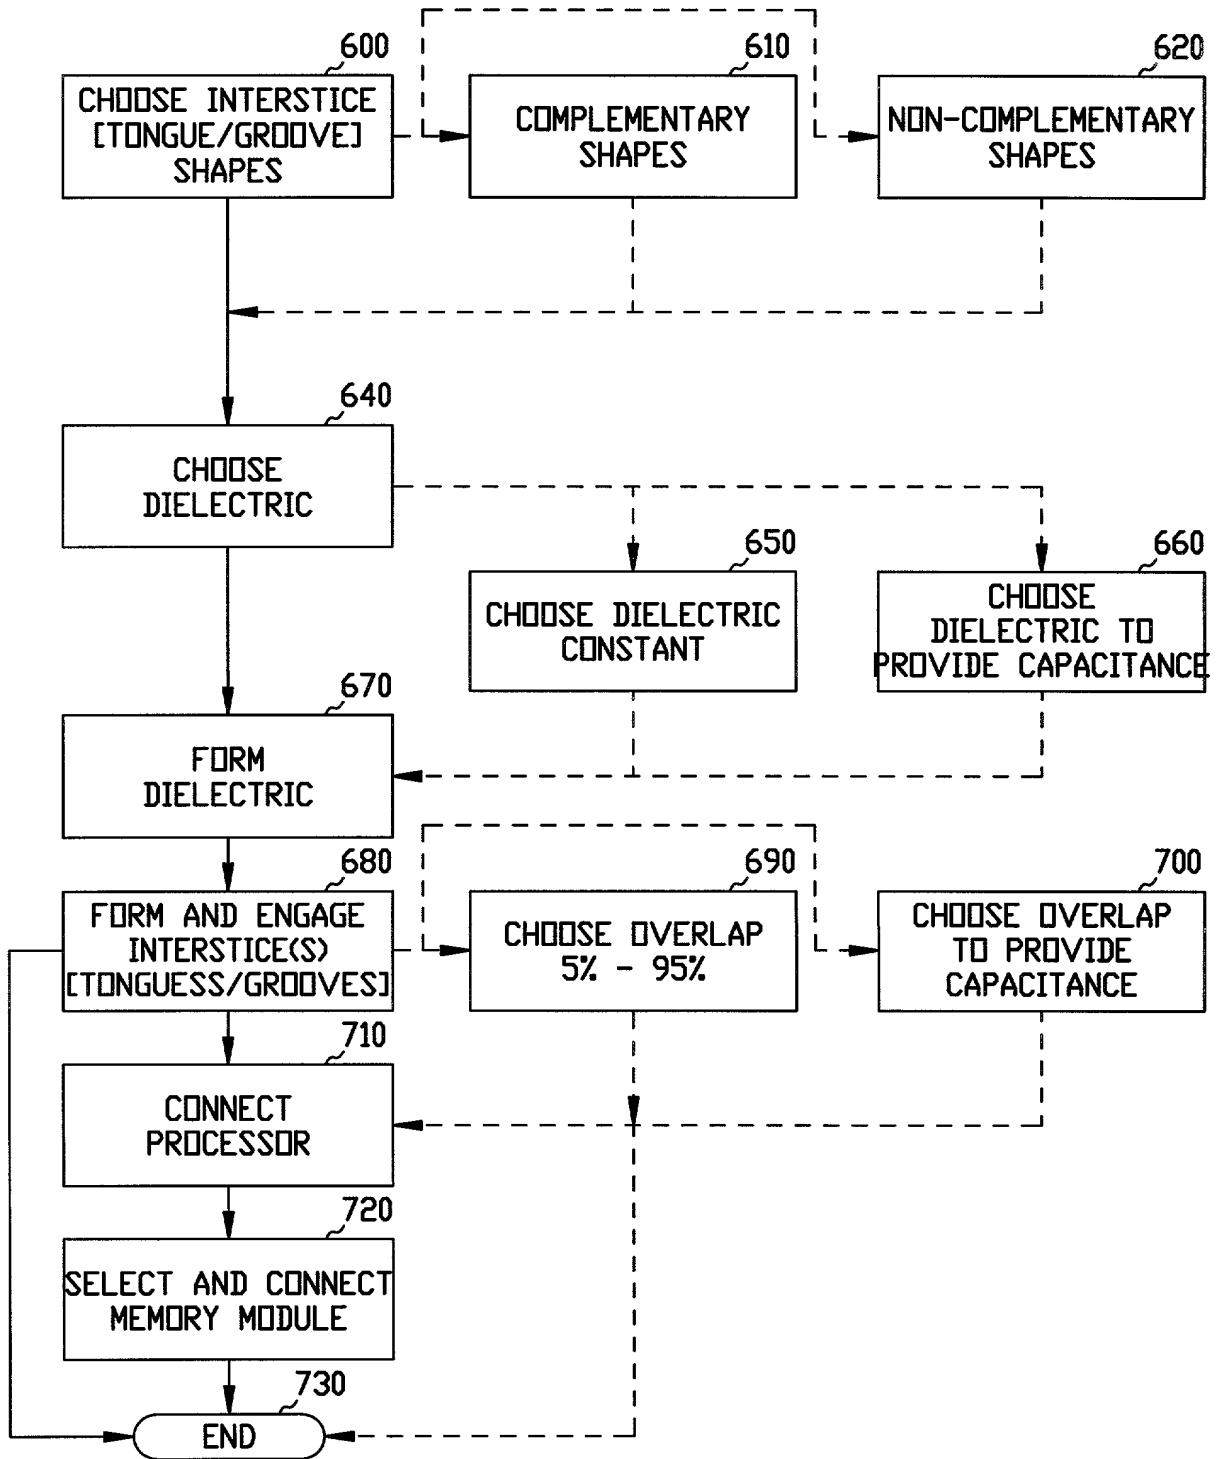 600
CHOOSE INTERSTICE
[TONGUE/GROOVE]
SHAPES
610
COMPLEMENTARY
SHAPES
620
NON-COMPLEMENTARY
SHAPES
640
CHOOSE
DIELECTRIC
650
CHOOSE DIELECTRIC
CONSTANT
660
CHOOSE
DIELECTRIC TO
PROVIDE CAPACITANCE
670
FORM
DIELECTRIC
680
FORM AND ENGAGE
INTERSTICE(S)
[TONGUESS/GROOVES]
690
CHOOSE OVERLAP
5% - 95%
700
CHOOSE OVERLAP
TO PROVIDE
CAPACITANCE
710
CONNECT
PROCESSOR
720
SELECT AND CONNECT
MEMORY MODULE
730
END